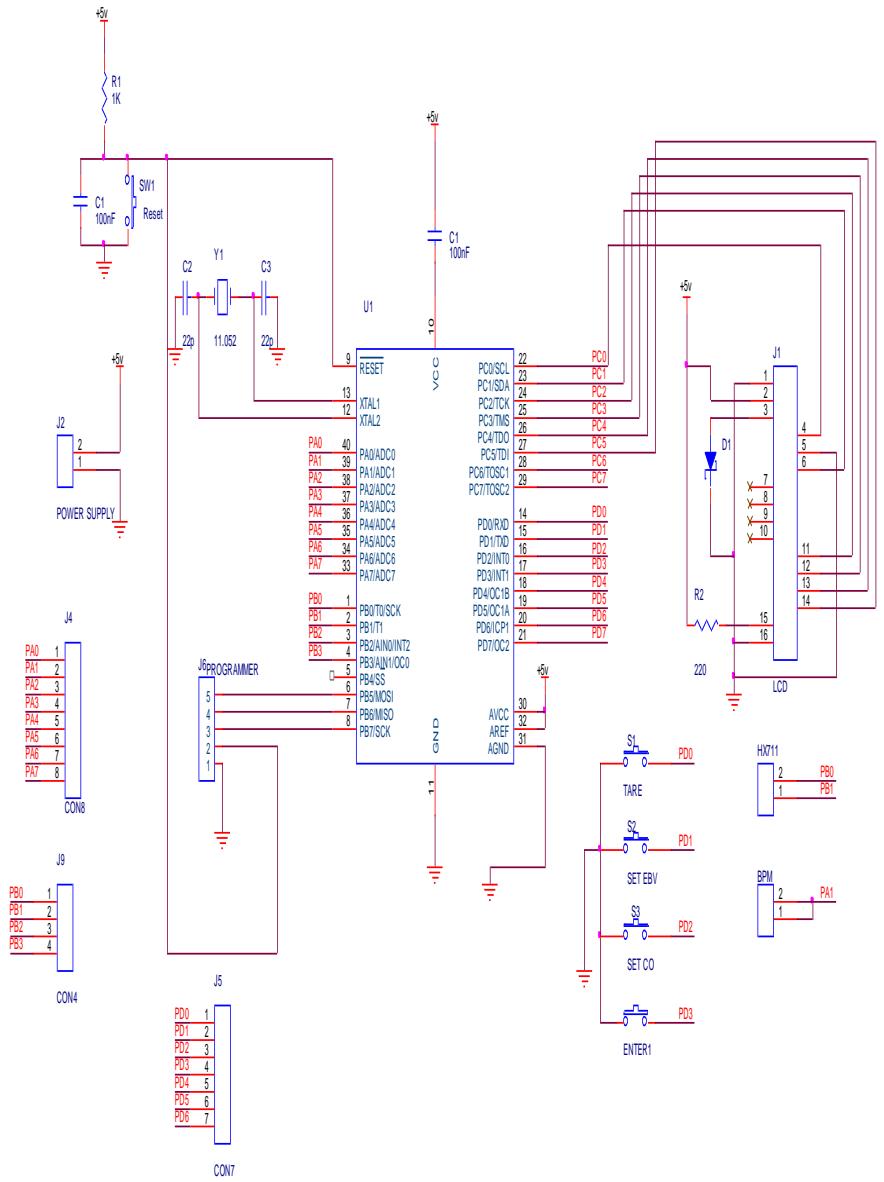 +5v
R1
1K
C1
100nF
SW1
Reset
+5v
C1
100nF
C2
Y1
C3
22p
11.052
22p
U1
+5v
J2
2
1
POWER SUPPLY
10
VCC
9 RESET
13 XTAL1
12 XTAL2
PA0 40 PA0/ADC0
PA1 39 PA1/ADC1
PA2 38 PA2/ADC2
PA3 37 PA3/ADC3
PA4 36 PA4/ADC4
PA5 35 PA5/ADC5
PA6 34 PA6/ADC6
PA7 33 PA7/ADC7
PB0 1 PB0/T0/SCK
PB1 2 PB1/T1
PB2 3 PB2/AIN0/INT2
PB3 4 PB3/AIN1/OC0
5 PB4/SS
6 PB5/MOSI
7 PB6/MISO
8 PB7/SCK
PC0/SCL 22 PC0
PC1/SDA 23 PC1
PC2/TCK 24 PC2
PC3/TMS 25 PC3
PC4/TDO 26 PC4
PC5/TDI 27 PC5
PC6/TOSC1 28 PC6
PC7/TOSC2 29 PC7
PD0/RXD 14 PD0
PD1/TXD 15 PD1
PD2/INT0 16 PD2
PD3/INT1 17 PD3
PD4/OC1B 18 PD4
PD5/OC1A 19 PD5
PD6/ICP1 20 PD6
PD7/OC2 21 PD7
AVCC 30
AREF 32
AGND 31
+5v
GND
11
+5v
J1
1
2
3
4
5
6
7
8
9
10
11
12
13
14
15
16
D1
R2
220
LCD
J6 PROGRAMMER
5
4
3
2
1
J4
PA0 1
PA1 2
PA2 3
PA3 4
PA4 5
PA5 6
PA6 7
PA7 8
CON8
J9
PB0 1
PB1 2
PB2 3
PB3 4
CON4
J5
PD0 1
PD1 2
PD2 3
PD3 4
PD4 5
PD5 6
PD6 7
CON7
S1
PD0
TARE
S2
PD1
SET EBV
S3
PD2
SET CO
PD3
ENTER1
HX711
2 PB0
1 PB1
BPM
2 PA1
1